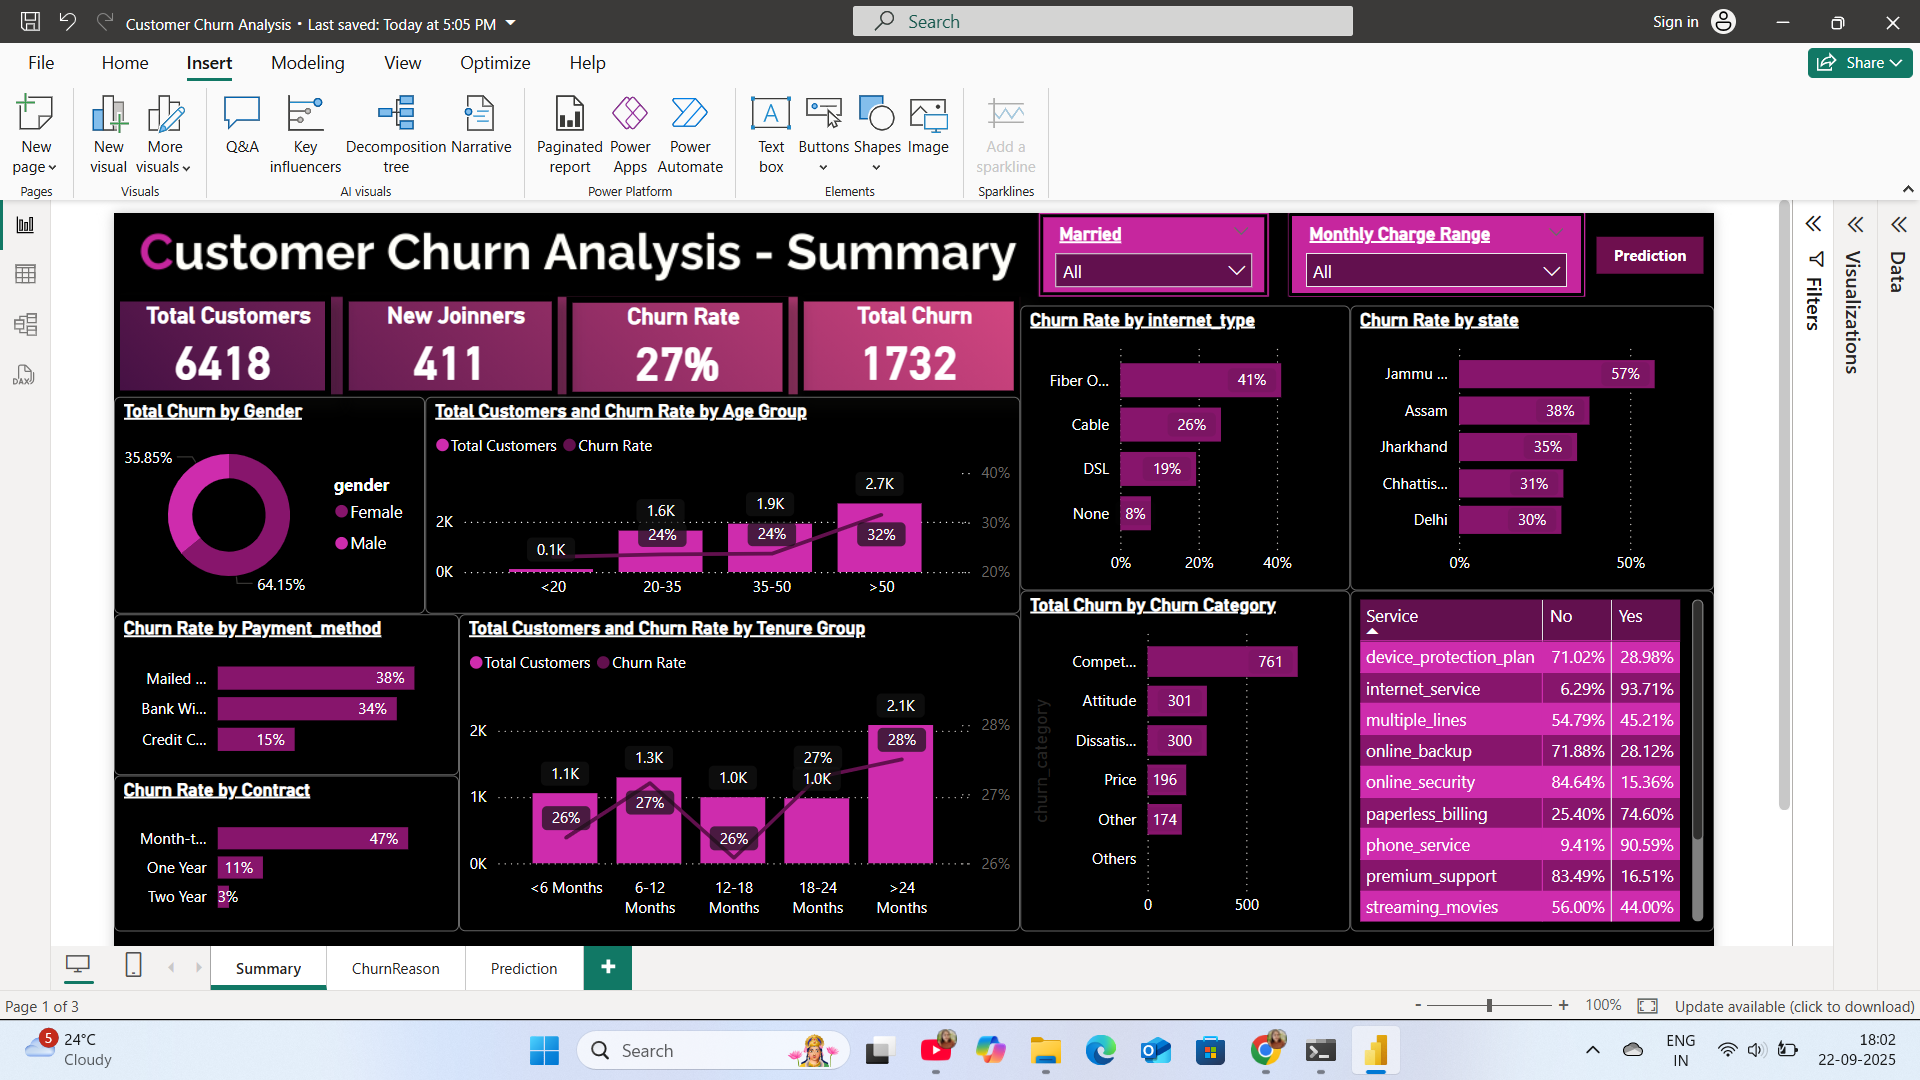 Customer Churn Analysis • Last saved: Today at 5:05 PM
Search
Sign in
File Home Insert Modeling View Optimize Help
Share
New page
Pages
New visual
More visuals
Visuals
Q&A
Key influencers
Decomposition tree
Narrative
AI visuals
Paginated report
Power Apps
Power Automate
Power Platform
Text box
Buttons
Shapes
Image
Elements
Add a sparkline
Sparklines
Customer Churn Analysis - Summary
Married
All
Monthly Charge Range
All
Prediction
Filters
Visualizations
Data
Total Customers
6418
New Joinners
411
Churn Rate
27%
Total Churn
1732
Total Churn by Gender
35.85%
64.15%
gender
Female
Male
Total Customers and Churn Rate by Age Group
Total Customers Churn Rate
2K
0K
0.1K
1.6K
24%
1.9K
24%
2.7K
32%
40%
30%
20%
<20 20-35 35-50 >50
Churn Rate by internet_type
Fiber O... 41%
Cable 26%
DSL 19%
None 8%
0% 20% 40%
Churn Rate by state
Jammu ... 57%
Assam 38%
Jharkhand 35%
Chhattis... 31%
Delhi 30%
0% 50%
Churn Rate by Payment_method
Mailed ... 38%
Bank Wi... 34%
Credit C... 15%
Churn Rate by Contract
Month-t... 47%
One Year 11%
Two Year 3%
Total Customers and Churn Rate by Tenure Group
Total Customers Churn Rate
2K
1K
0K
1.1K
26%
1.3K
27%
1.0K
26%
27%
1.0K
2.1K
28%
28%
27%
26%
<6 Months
6-12 Months
12-18 Months
18-24 Months
>24 Months
Total Churn by Churn Category
churn_category
Compet... 761
Attitude 301
Dissatis... 300
Price 196
Other 174
Others
0 500
Service No Yes
device_protection_plan 71.02% 28.98%
internet_service 6.29% 93.71%
multiple_lines 54.79% 45.21%
online_backup 71.88% 28.12%
online_security 84.64% 15.36%
paperless_billing 25.40% 74.60%
phone_service 9.41% 90.59%
premium_support 83.49% 16.51%
streaming_movies 56.00% 44.00%
Summary ChurnReason Prediction +
Page 1 of 3
- + 100%
Update available (click to download)
5
24°C
Cloudy
Search
ENG
IN
18:02
22-09-2025